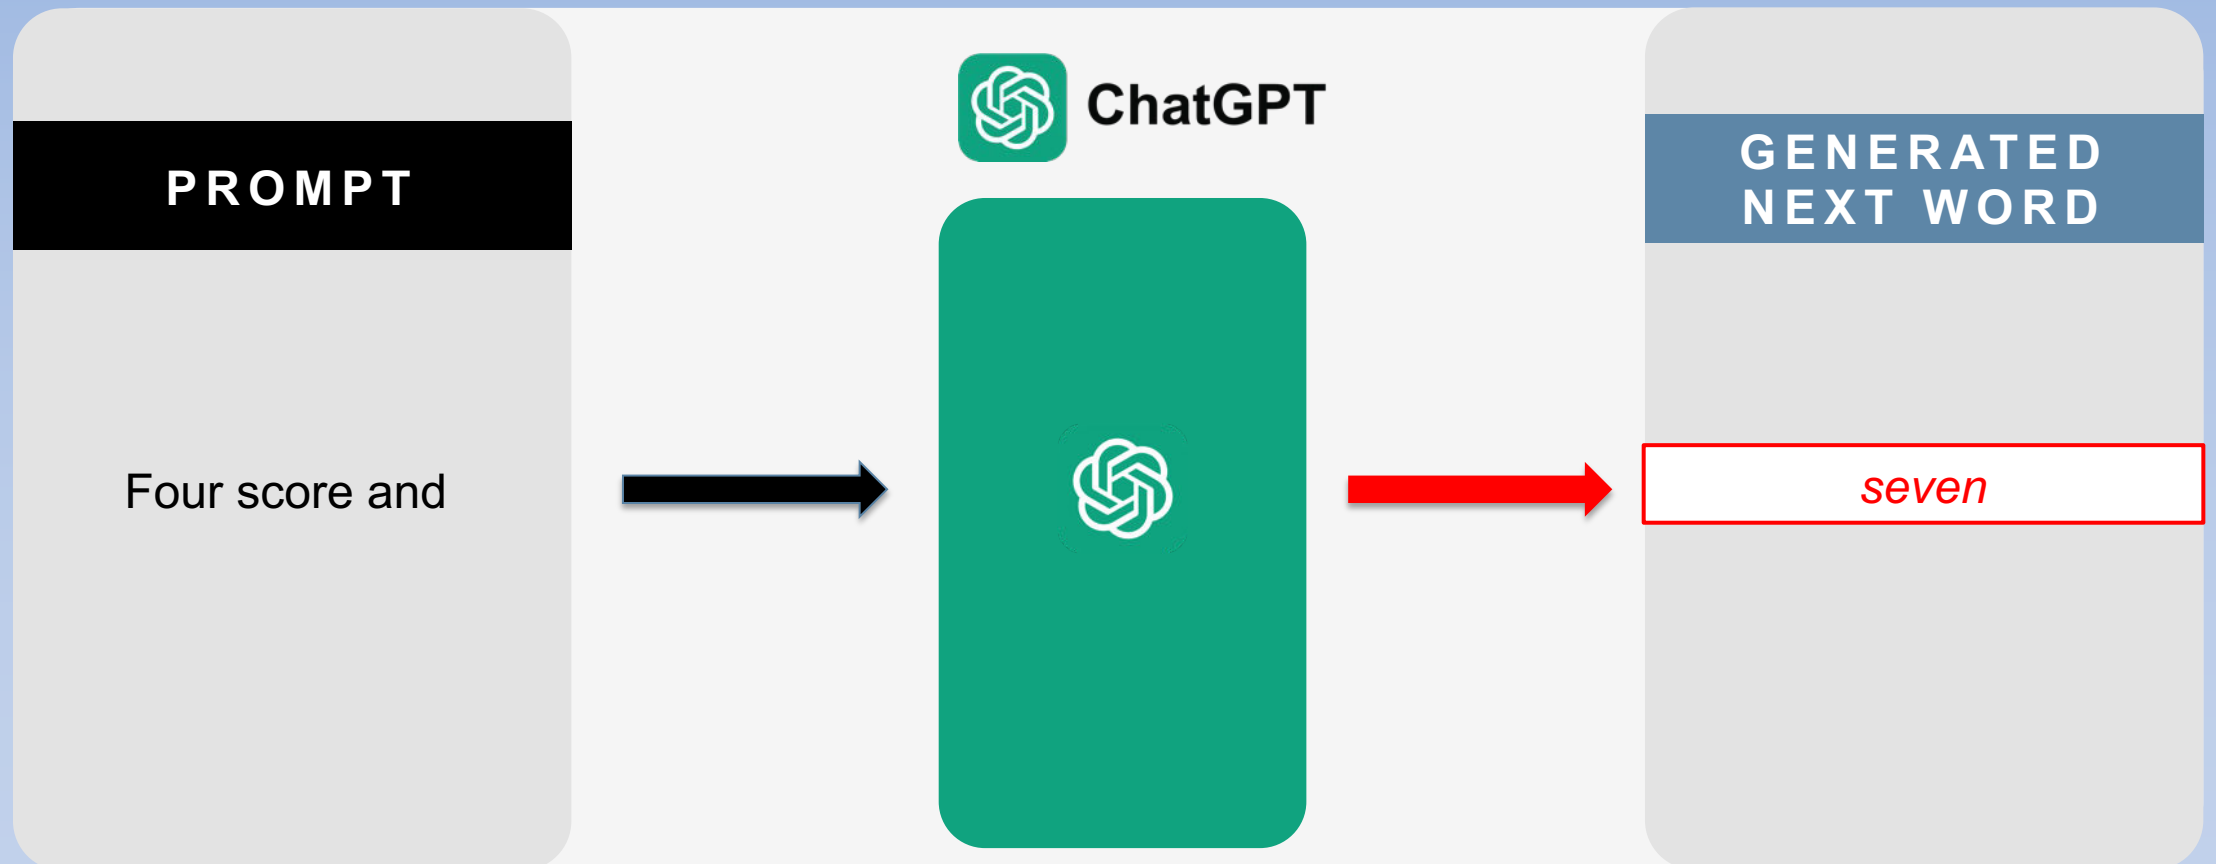 PROMPT
Four score and
ChatGPT
GENERATED
NEXT WORD
seven